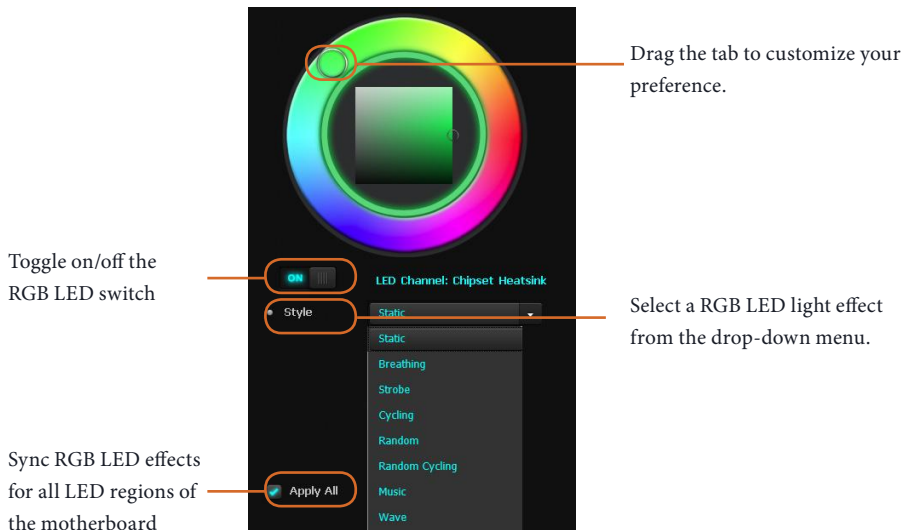 Drag the tab to customize your
preference.
Toggle on/off the
RGB LED switch
ON
LED Channel: Chipset Heatsink
Style
Static
Select a RGB LED light effect
from the drop-down menu.
Static
Breathing
Strobe
Cycling
Random
Random Cycling
Music
Wave
Sync RGB LED effects
for all LED regions of
the motherboard
Apply All